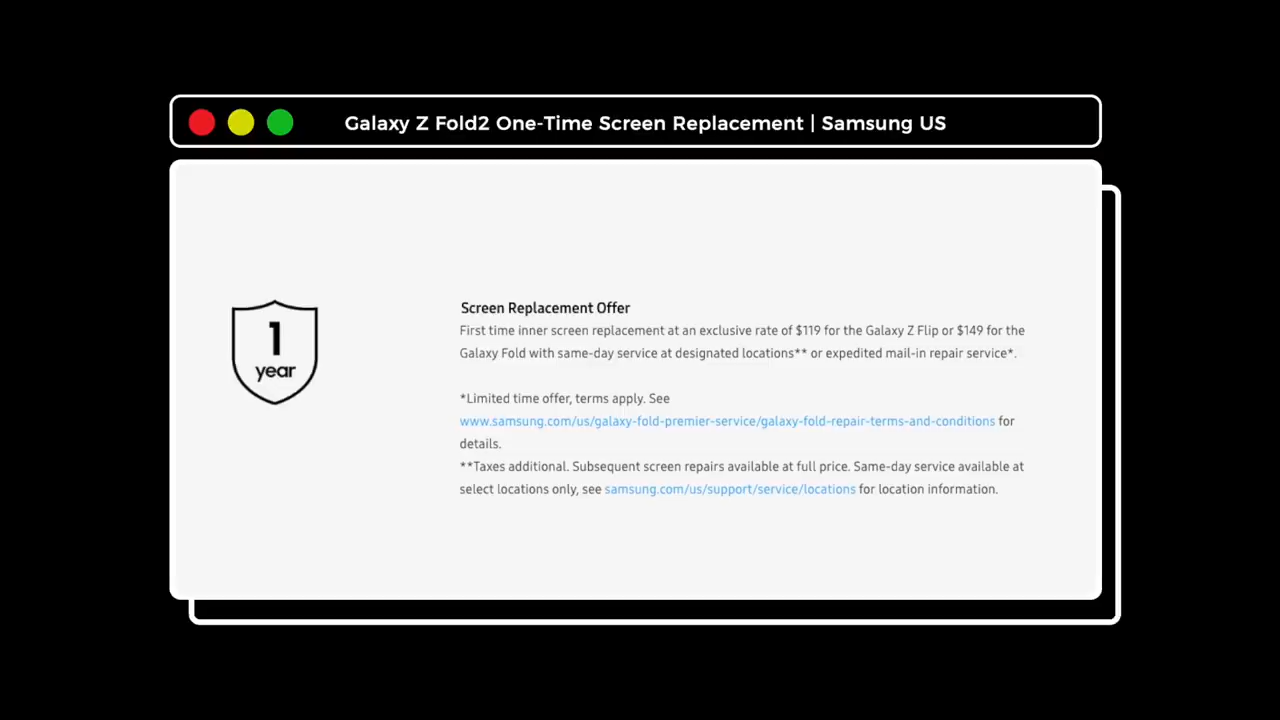 Galaxy Z Fold2 One-Time Screen Replacement | Samsung US
1
year
Screen Replacement Offer
First time inner screen replacement at an exclusive rate of $119 for the Galaxy Z Flip or $149 for the
Galaxy Fold with same-day service at designated locations** or expedited mail-in repair service*.
*Limited time offer, terms apply. See
www.samsung.com/us/galaxy-fold-premier-service/galaxy-fold-repair-terms-and-conditions for
details.
**Taxes additional. Subsequent screen repairs available at full price. Same-day service available at
select locations only, see samsung.com/us/support/service/locations for location information.